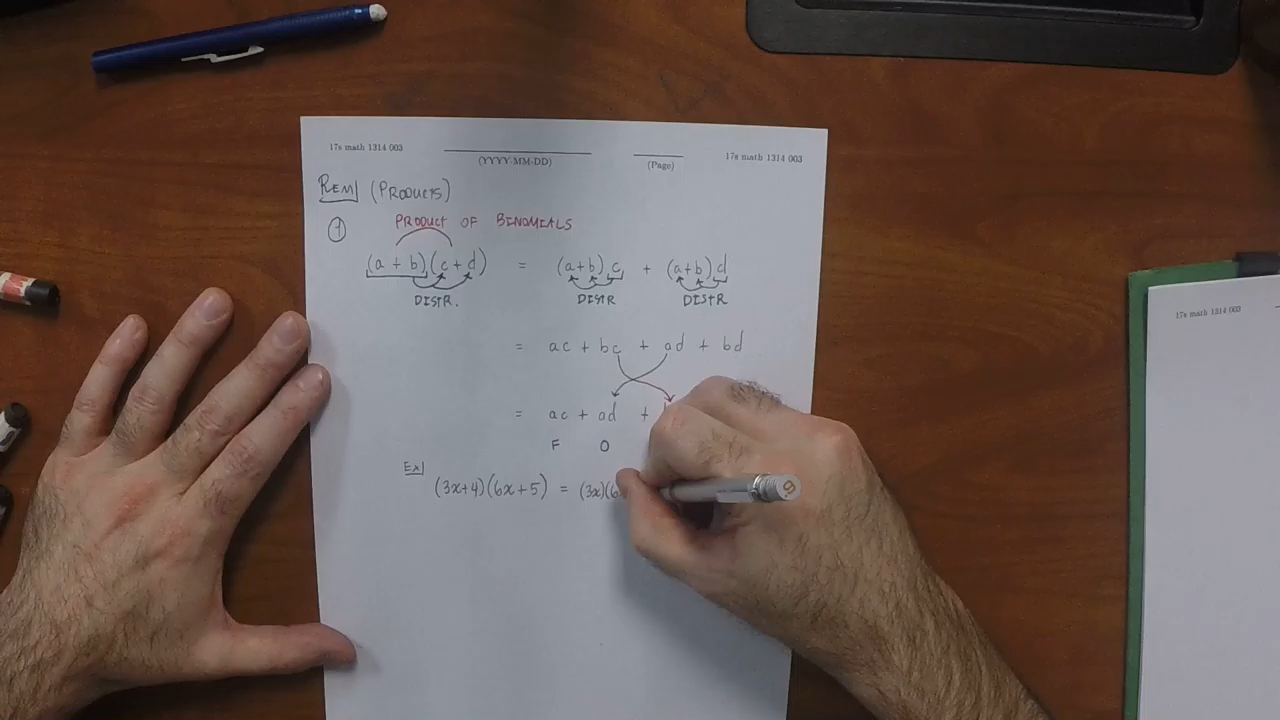 17s math 1314 003 (YYYY-MM-DD) (Page) 17s math 1314 003
REM (PRODUCTS)
1 PRODUCT OF BINOMIALS
(a + b)(c + d) = (a+b)c + (a+b)d
DISTR. DISTR DISTR
= ac + bc + ad + bd
= ac + ad +
F O
Ex (3x+4)(6x+5) = (3x)(6
17s math 1314 003